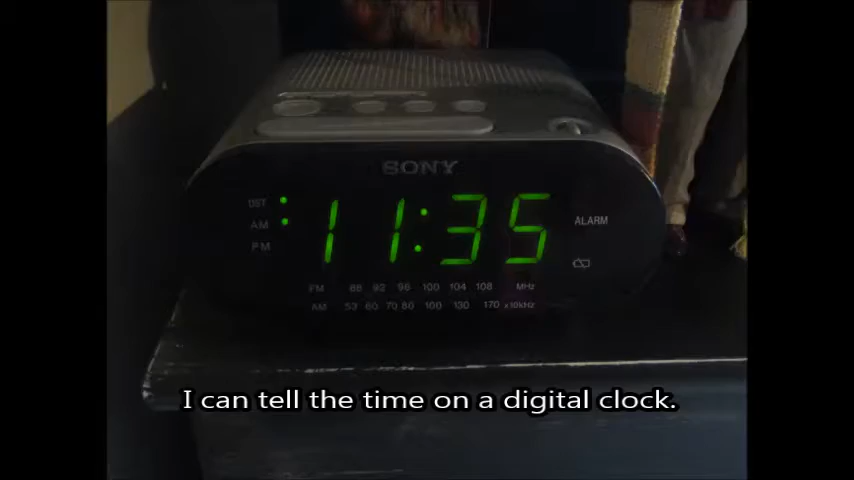 SONY
DST
AM
PM
11:35
ALARM
FM 88 92 96 100 104 108 MHz
AM 53 60 70 80 100 130 170 x10kHz
I can tell the time on a digital clock.